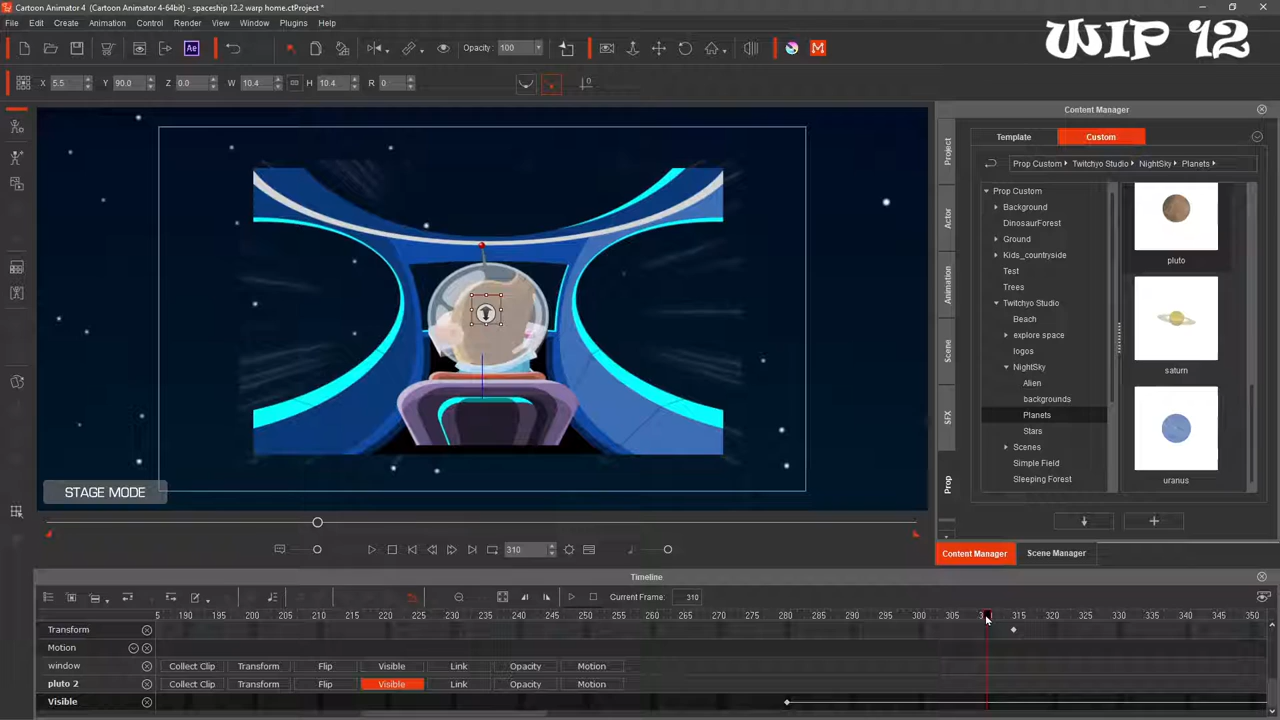 Cartoon Animator 4 (Cartoon Animator 4-64bit) - spaceship 12.2 warp home.ctProject *
File Edit Create Animation Control Render View Window Plugins Help
WIP 12
Ae Opacity : 100
X 5.5 Y 90.0 Z 0.0 W 10.4 H 10.4 R 0
Content Manager
Template Custom
Prop Custom Twitchyo Studio NightSky Planets
Project
Actor
Animation
Scene
SFX
Prop
Prop Custom
Background
DinosaurForest
Ground
Kids_countryside
Test
Trees
Twitchyo Studio
Beach
explore space
logos
NightSky
Alien
backgrounds
Planets
Stars
Scenes
Simple Field
Sleeping Forest
pluto
saturn
uranus
STAGE MODE
310
Content Manager Scene Manager
Timeline
Current Frame: 310
190 195 200 205 210 215 220 225 230 235 240 245 250 255 260 265 270 275 280 285 290 295 300 305 315 320 325 330 335 340 345 350
Transform
Motion
window Collect Clip Transform Flip Visible Link Opacity Motion
pluto 2 Collect Clip Transform Flip Visible Link Opacity Motion
Visible